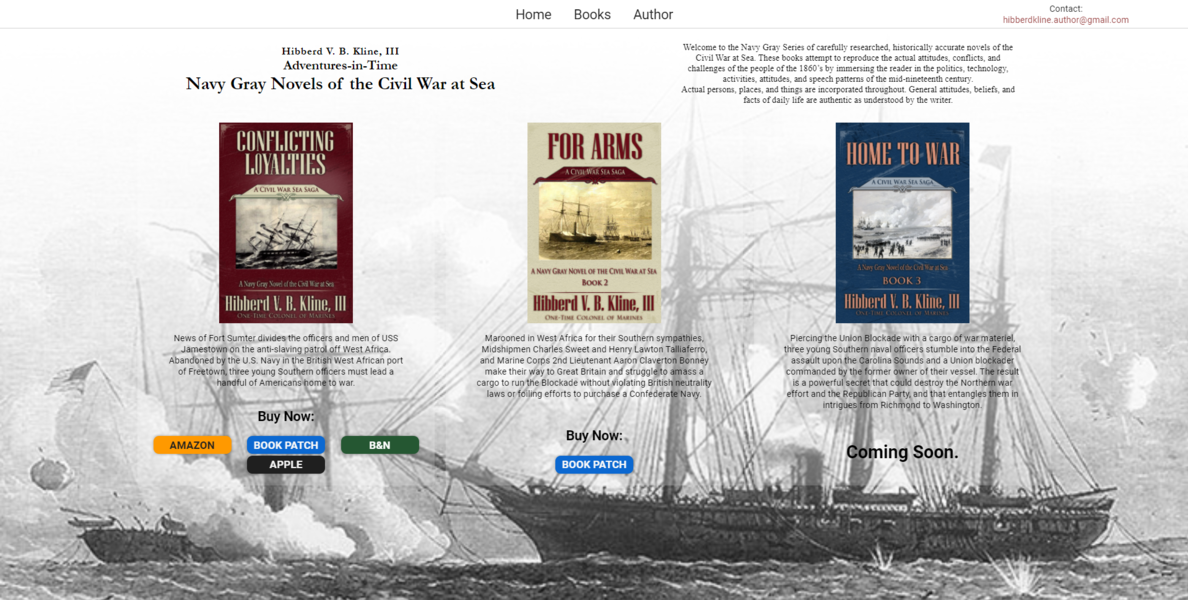 Home Books Author
Contact:
hibberdkline.author@gmail.com
Hibberd V. B. Kline, III
Adventures-in-Time
Navy Gray Novels of the Civil War at Sea
Welcome to the Navy Gray Series of carefully researched, historically accurate novels of the
Civil War at Sea. These books attempt to reproduce the actual attitudes, conflicts, and
challenges of the people of the 1860's by immersing the reader in the politics, technology,
activities, attitudes, and speech patterns of the mid-nineteenth century.
Actual persons, places, and things are incorporated throughout. General attitudes, beliefs, and
facts of daily life are authentic as understood by the writer.
CONFLICTING
LOYALTIES
A CIVIL WAR SEA SAGA
A Navy Gray Novel of the Civil War at Sea
Hibberd V. B. Kline, III
ONE-TIME COLONEL OF MARINES
News of Fort Sumter divides the officers and men of USS
Jamestown on the anti-slaving patrol off West Africa.
Abandoned by the U.S. Navy in the British West African port
of Freetown, three young Southern officers must lead a
handful of Americans home to war.
Buy Now:
AMAZON
BOOK PATCH
B&N
APPLE
FOR ARMS
A CIVIL WAR SEA SAGA
A NAVY GRAY NOVEL OF THE CIVIL WAR AT SEA
BOOK 2
Hibberd V. B. Kline, III
ONE-TIME COLONEL OF MARINES
Marooned in West Africa for their Southern sympathies,
Midshipmen Charles Sweet and Henry Lawton Talliaferro,
and Marine Corps 2nd Lieutenant Aaron Claverton Bonney
make their way to Great Britain and struggle to amass a
cargo to run the Blockade without violating British neutrality
laws or foiling efforts to purchase a Confederate Navy.
Buy Now:
BOOK PATCH
HOME TO WAR
A CIVIL WAR SEA SAGA
A Navy Gray Novel of the Civil War at Sea
BOOK 3
Hibberd V. B. Kline, III
ONE-TIME COLONEL OF MARINES
Piercing the Union Blockade with a cargo of war materiel,
three young Southern naval officers stumble into the Federal
assault upon the Carolina Sounds and a Union blockader
commanded by the former owner of their vessel. The result
is a powerful secret that could destroy the Northern war
effort and the Republican Party, and that entangles them in
intrigues from Richmond to Washington.
Coming Soon.